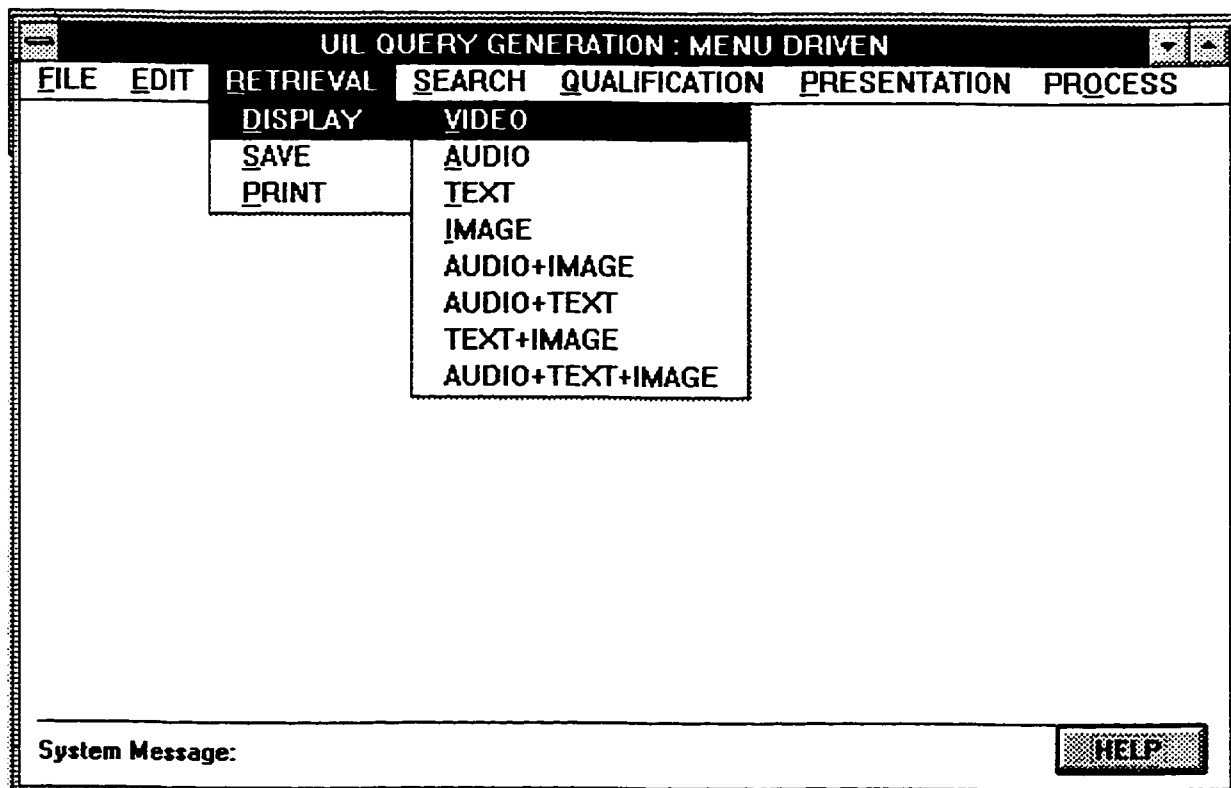 UIL QUERY GENERATION : MENU DRIVEN
FILE EDIT RETRIEVAL SEARCH QUALIFICATION PRESENTATION PROCESS
DISPLAY VIDEO
SAVE AUDIO
PRINT TEXT
IMAGE
AUDIO+IMAGE
AUDIO+TEXT
TEXT+IMAGE
AUDIO+TEXT+IMAGE
System Message: HELP